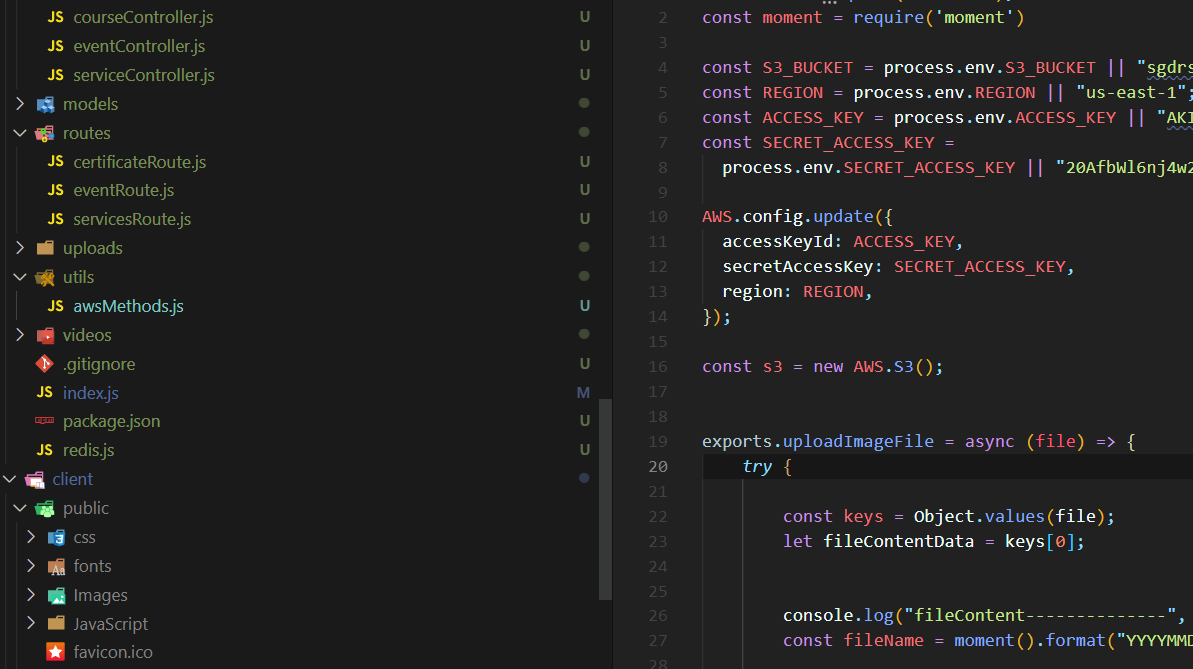 JS courseController.js U
JS eventController.js U
JS serviceController.js U
models
routes
JS certificateRoute.js U
JS eventRoute.js U
JS servicesRoute.js U
uploads
utils
JS awsMethods.js U
videos
.gitignore U
JS index.js M
package.json U
JS redis.js U
client
public
css
fonts
Images
JavaScript
favicon.ico
2 const moment = require('moment')
3
4 const S3_BUCKET = process.env.S3_BUCKET || "sgdrs
5 const REGION = process.env.REGION || "us-east-1";
6 const ACCESS_KEY = process.env.ACCESS_KEY || "AKI
7 const SECRET_ACCESS_KEY =
8 process.env.SECRET_ACCESS_KEY || "20AfbWl6nj4w2
9
10 AWS.config.update({
11 accessKeyId: ACCESS_KEY,
12 secretAccessKey: SECRET_ACCESS_KEY,
13 region: REGION,
14 });
15
16 const s3 = new AWS.S3();
17
18
19 exports.uploadImageFile = async (file) => {
20 try {
21
22 const keys = Object.values(file);
23 let fileContentData = keys[0];
24
25
26 console.log("fileContent--------------",
27 const fileName = moment().format("YYYYMMD
28